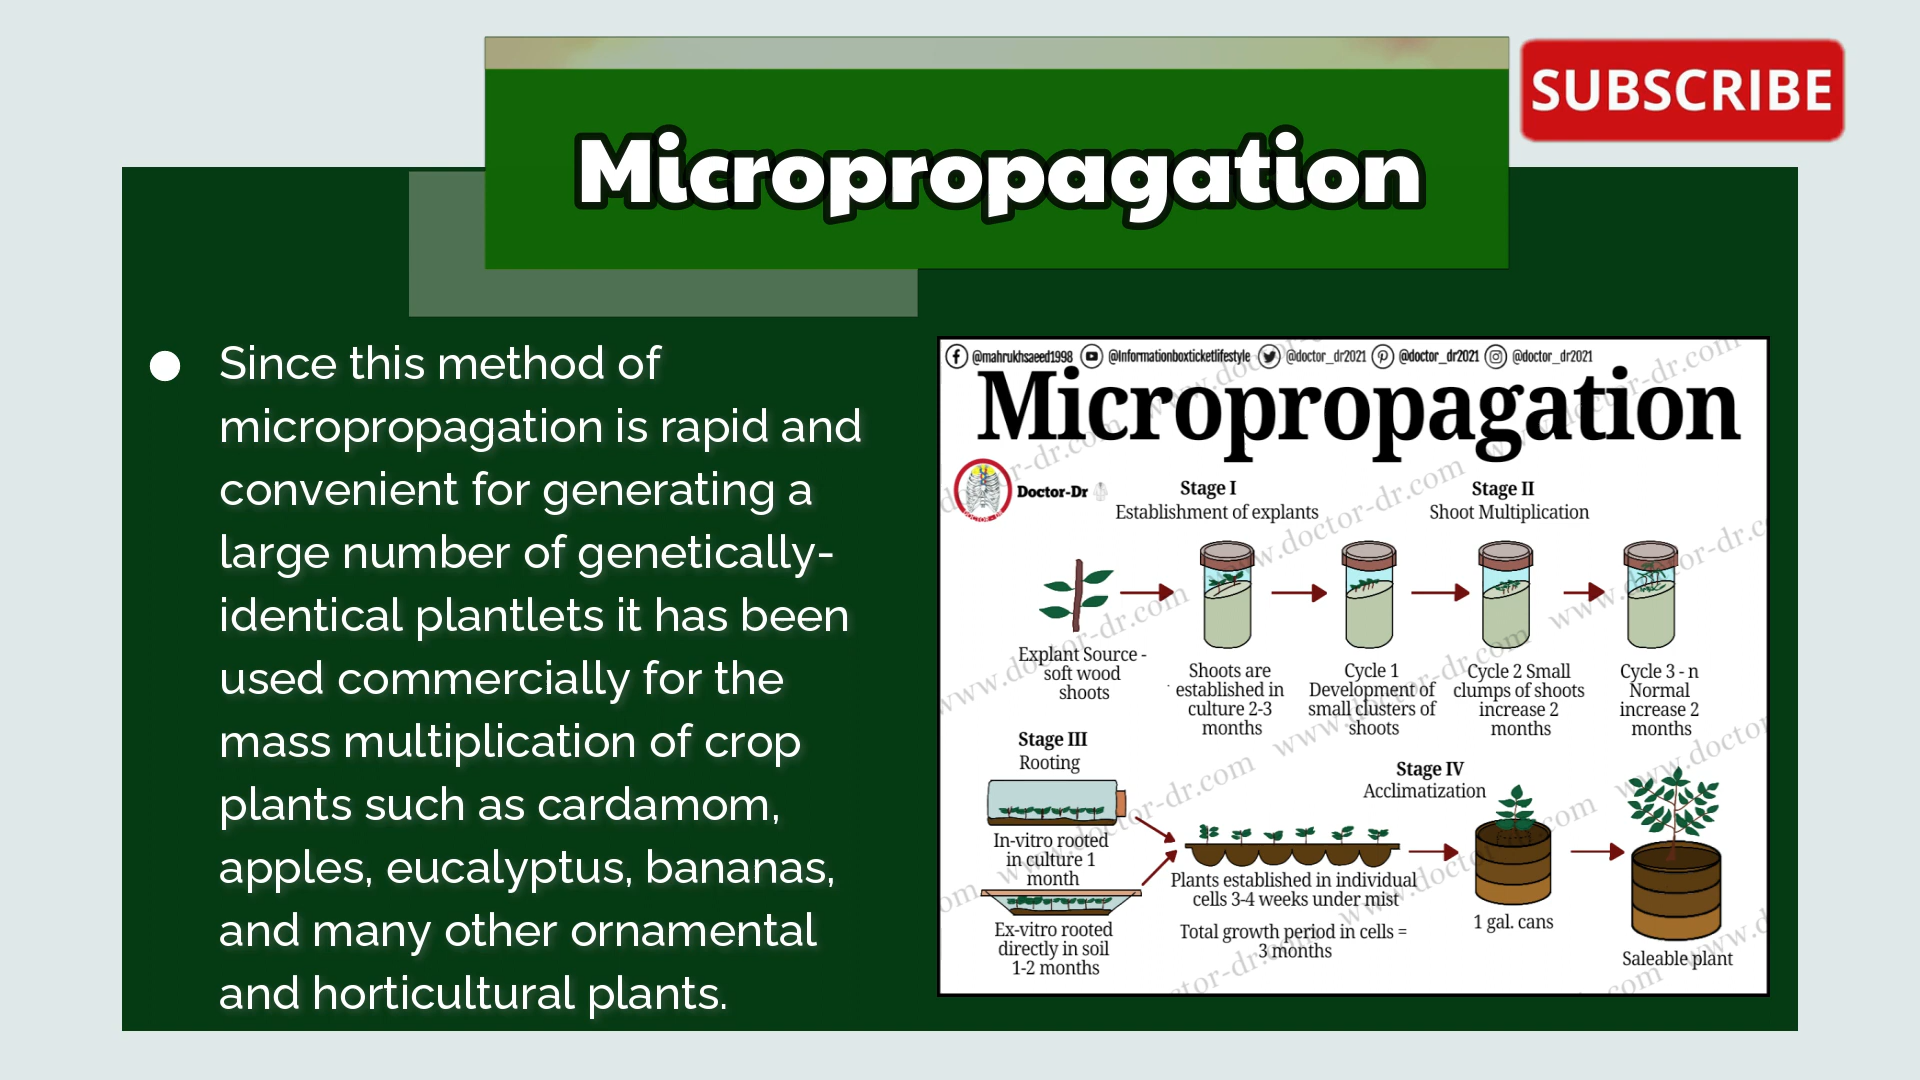 SUBSCRIBE
Micropropagation
● Since this method of
micropropagation is rapid and
convenient for generating a
large number of genetically-
identical plantlets it has been
used commercially for the
mass multiplication of crop
plants such as cardamom,
apples, eucalyptus, bananas,
and many other ornamental
and horticultural plants.
@mahrukhsaeed1998 @Informationboxticketlifestyle @doctor_dr2021 @doctor_dr2021 @doctor_dr2021
Micropropagation
Doctor-Dr
Stage I
Establishment of explants
Stage II
Shoot Multiplication
Explant Source -
soft wood
shoots
Shoots are
established in
culture 2-3
months
Cycle 1
Development of
small clusters of
shoots
Cycle 2 Small
clumps of shoots
increase 2
months
Cycle 3 - n
Normal
increase 2
months
Stage III
Rooting
In-vitro rooted
in culture 1
month
Ex-vitro rooted
directly in soil
1-2 months
Plants established in individual
cells 3-4 weeks under mist
Total growth period in cells =
3 months
Stage IV
Acclimatization
1 gal. cans
Saleable plant
www.doctor-dr.com